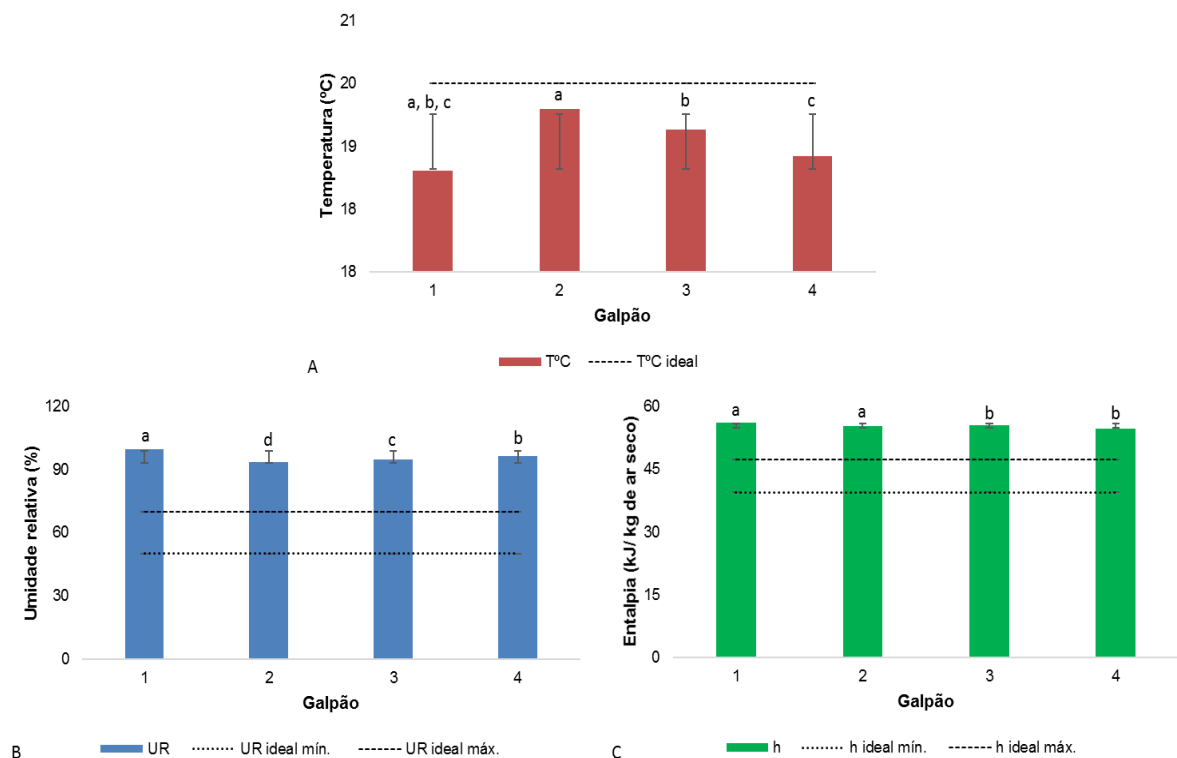 21
20
19
18
18
Temperatura (ºC)
a, b, c
a
b
c
1 2 3 4
Galpão
TºC TºC ideal
A
120
90
60
30
0
Umidade relativa (%)
a
d
c
b
1 2 3 4
Galpão
B UR UR ideal mín. UR ideal máx.
60
45
30
15
0
Entalpia (kJ/ kg de ar seco)
a
a
b
b
1 2 3 4
Galpão
C h h ideal mín. h ideal máx.